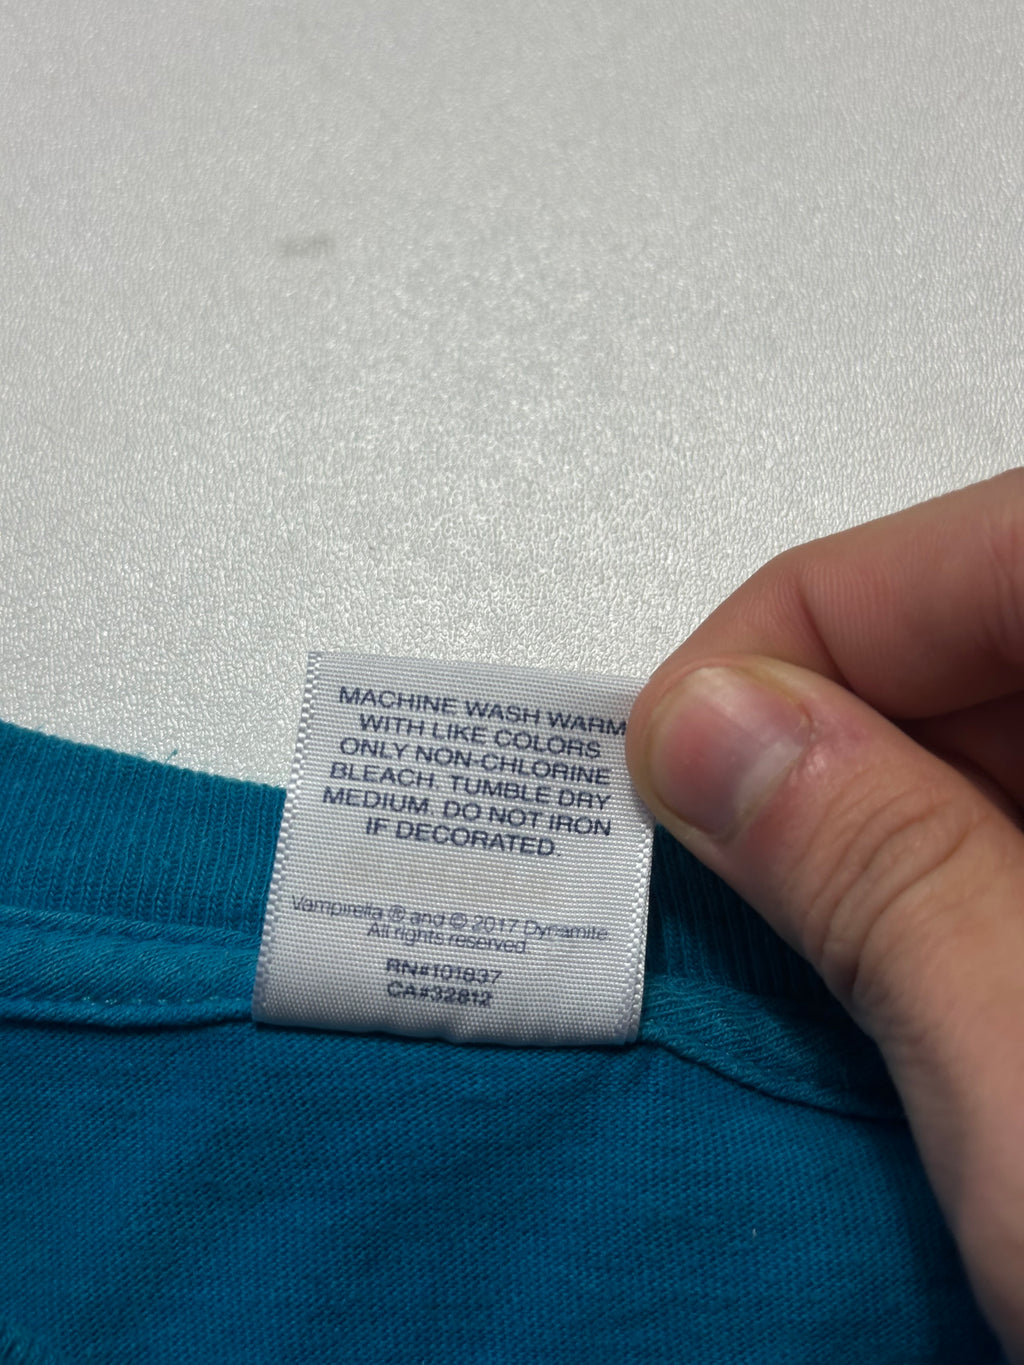 MACHINE WASH WARM
WITH LIKE COLORS
ONLY NON-CHLORINE
BLEACH. TUMBLE DRY
MEDIUM. DO NOT IRON
IF DECORATED.
Vampirella ® and © 2017 Dynamite.
All rights reserved.
RN#101837
CA#32812